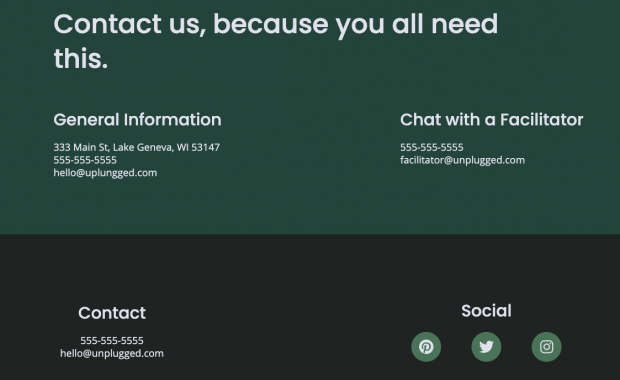 Contact us, because you all need
this.
General Information
333 Main St, Lake Geneva, WI 53147
555-555-5555
hello@uplungged.com
Chat with a Facilitator
555-555-5555
facilitator@unplugged.com
Contact
555-555-5555
hello@unplugged.com
Social